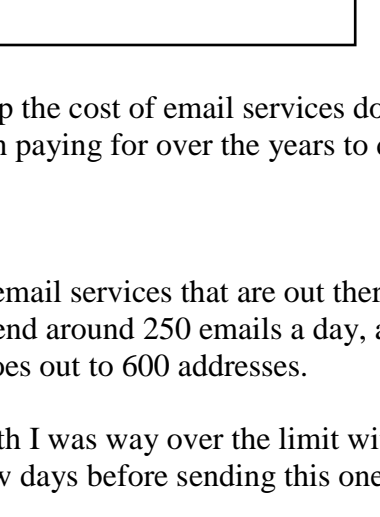 p the cost of email services do
paying for over the years to
email services that are out ther
end around 250 emails a day, a
oes out to 600 addresses.
th I was way over the limit wi
w days before sending this one